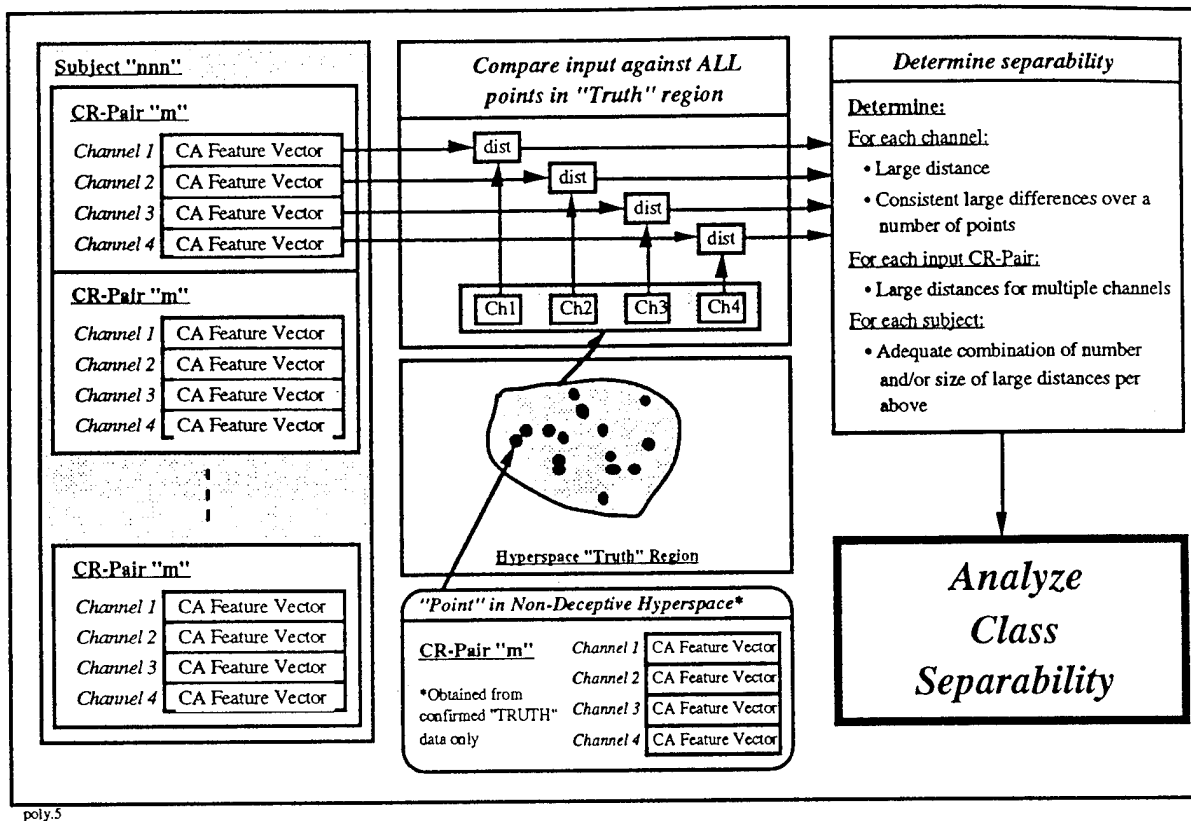 Subject "nnn"
CR-Pair "m"
Channel 1 CA Feature Vector
Channel 2 CA Feature Vector
Channel 3 CA Feature Vector
Channel 4 CA Feature Vector
CR-Pair "m"
Channel 1 CA Feature Vector
Channel 2 CA Feature Vector
Channel 3 CA Feature Vector
Channel 4 CA Feature Vector
CR-Pair "m"
Channel 1 CA Feature Vector
Channel 2 CA Feature Vector
Channel 3 CA Feature Vector
Channel 4 CA Feature Vector
Compare input against ALL
points in "Truth" region
dist
dist
dist
dist
Ch1 Ch2 Ch3 Ch4
Hyperspace "Truth" Region
"Point" in Non-Deceptive Hyperspace*
CR-Pair "m"
*Obtained from
confirmed "TRUTH"
data only
Channel 1 CA Feature Vector
Channel 2 CA Feature Vector
Channel 3 CA Feature Vector
Channel 4 CA Feature Vector
Determine separability
Determine:
For each channel:
• Large distance
• Consistent large differences over a
number of points
For each input CR-Pair:
• Large distances for multiple channels
For each subject:
• Adequate combination of number
and/or size of large distances per
above
Analyze
Class
Separability
poly.5